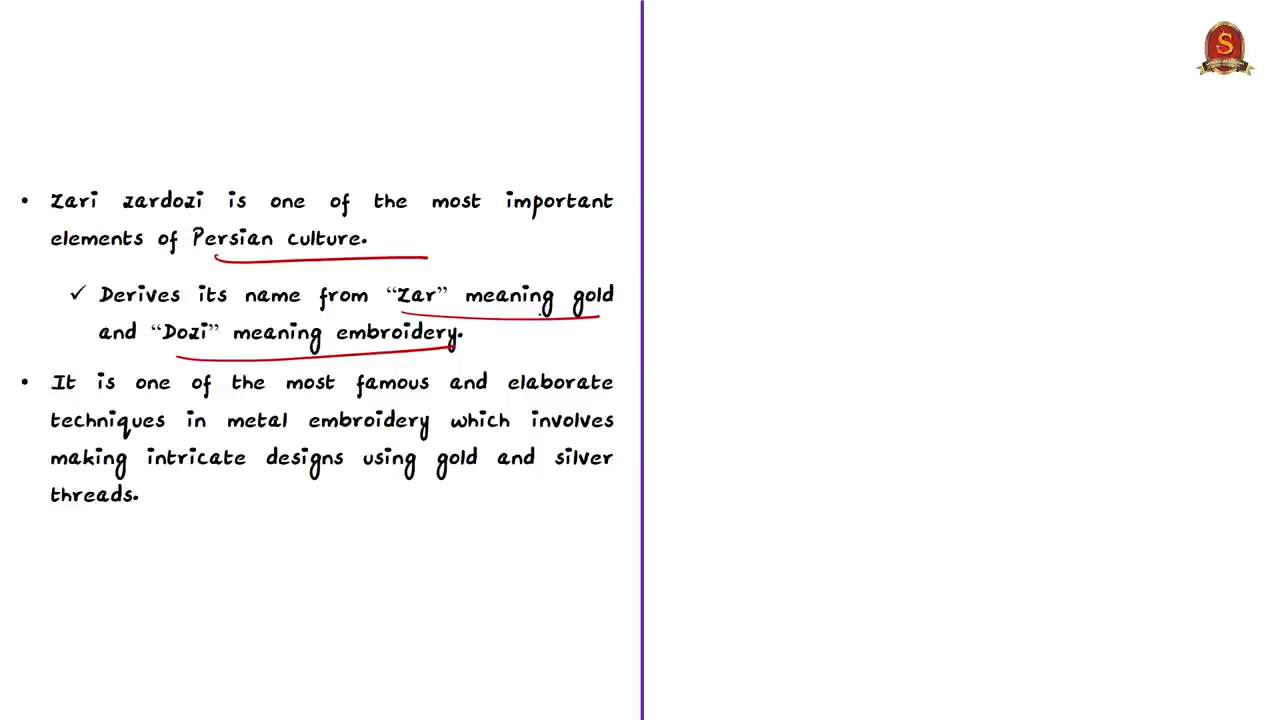 • Zari zardozi is one of the most important
elements of Persian culture.
✓ Derives its name from “Zar” meaning gold
and “Dozi” meaning embroidery.
• It is one of the most famous and elaborate
techniques in metal embroidery which involves
making intricate designs using gold and silver
threads.
S